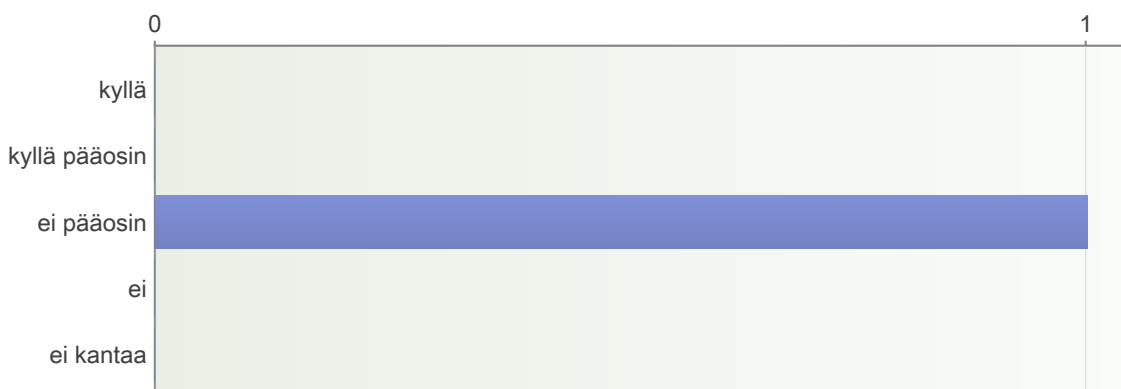 0 1
kyllä
kyllä pääosin
ei pääosin
ei
ei kantaa